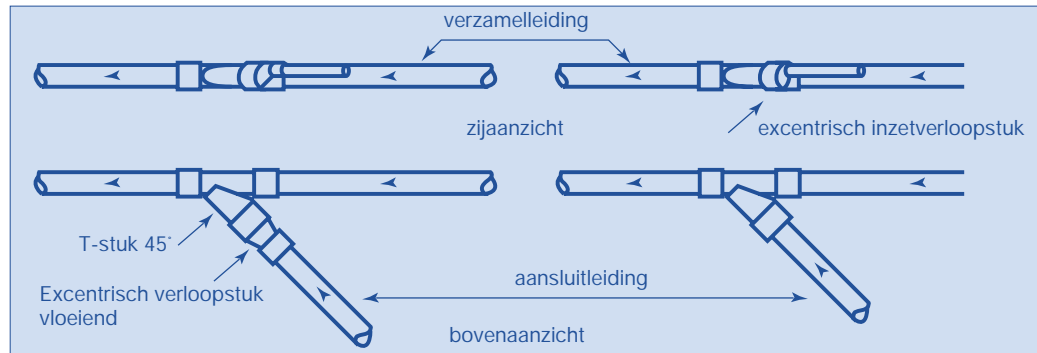 verzamelleiding
zijaanzicht
excentrisch inzetverloopstuk
T-stuk 45°
aansluitleiding
Excentrisch verloopstuk
vloeiend
bovenaanzicht